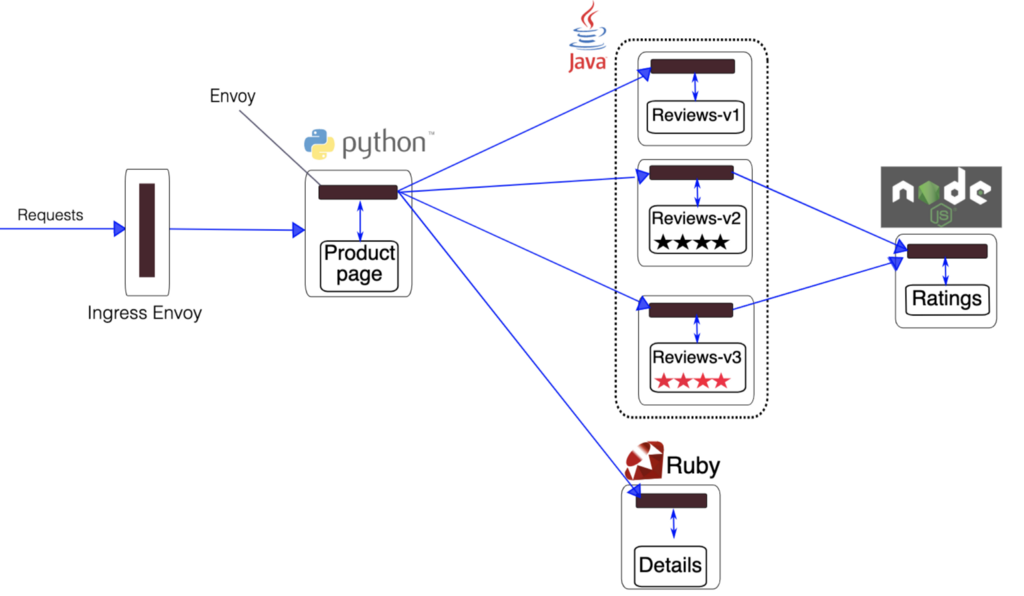 Java
Envoy
python™
Reviews-v1
node
JS
Requests
Reviews-v2
Product
page
Ratings
Ingress Envoy
Reviews-v3
Ruby
Details